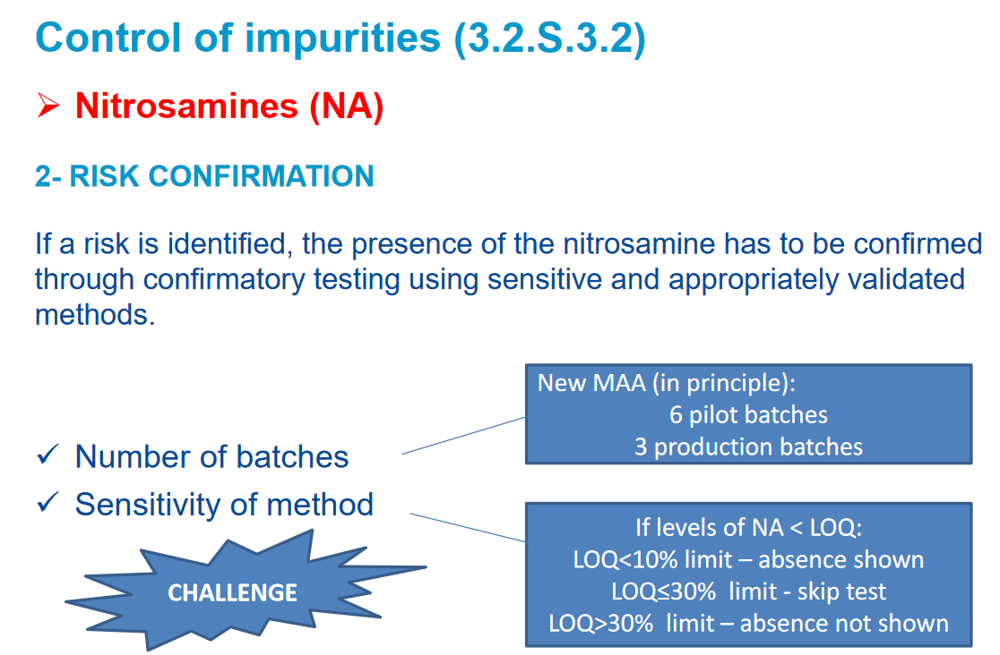 Control of impurities (3.2.S.3.2)
➢ Nitrosamines (NA)
2- RISK CONFIRMATION
If a risk is identified, the presence of the nitrosamine has to be confirmed
through confirmatory testing using sensitive and appropriately validated
methods.
✓ Number of batches
New MAA (in principle):
6 pilot batches
3 production batches
✓ Sensitivity of method
If levels of NA < LOQ:
LOQ<10% limit – absence shown
LOQ≤30% limit - skip test
LOQ>30% limit – absence not shown
CHALLENGE